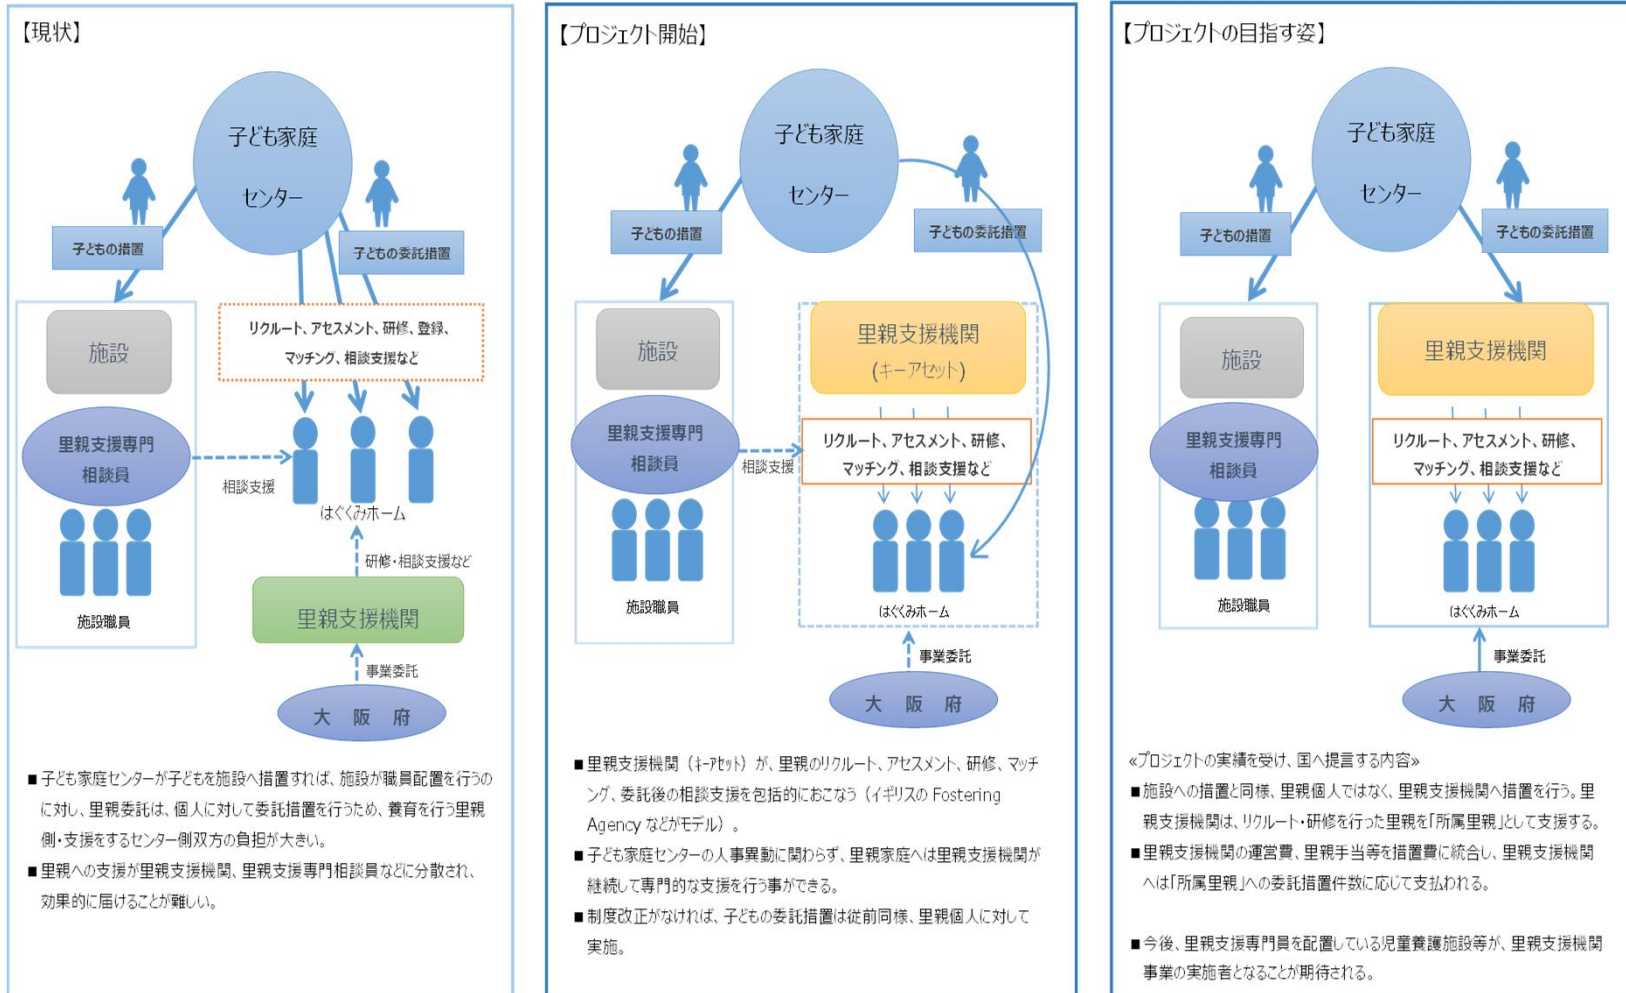 【現状】
子ども家庭
センター
子どもの措置
子どもの委託措置
リクルート、アセスメント、研修、登録、
マッチング、相談支援など
施設
里親支援専門
相談員
相談支援
はぐくみホーム
研修・相談支援など
里親支援機関
施設職員
事業委託
大 阪 府
■子ども家庭センターが子どもを施設へ措置すれば、施設が職員配置を行うの
に対し、里親委託は、個人に対して委託措置を行うため、養育を行う里親
側・支援をするセンター側双方の負担が大きい。
■里親への支援が里親支援機関、里親支援専門相談員などに分散され、
効果的に届けることが難しい。
【プロジェクト開始】
子ども家庭
センター
子どもの措置
子どもの委託措置
施設
里親支援機関
(キーアセット)
里親支援専門
相談員
相談支援
リクルート、アセスメント、研修、
マッチング、相談支援など
施設職員
はぐくみホーム
事業委託
大 阪 府
■里親支援機関（キーアセット）が、里親のリクルート、アセスメント、研修、マッチ
ング、委託後の相談支援を包括的におこなう（イギリスの Fostering
Agency などがモデル）。
■子ども家庭センターの人事異動に関わらず、里親家庭へは里親支援機関が
継続して専門的な支援を行う事ができる。
■制度改正がなければ、子どもの委託措置は従前同様、里親個人に対して
実施。
【プロジェクトの目指す姿】
子ども家庭
センター
子どもの措置
子どもの委託措置
施設
里親支援機関
里親支援専門
相談員
リクルート、アセスメント、研修、
マッチング、相談支援など
施設職員
はぐくみホーム
事業委託
大 阪 府
≪プロジェクトの実績を受け、国へ提言する内容≫
■施設への措置と同様、里親個人ではなく、里親支援機関へ措置を行う。里
親支援機関は、リクルート・研修を行った里親を「所属里親」として支援する。
■里親支援機関の運営費、里親手当等を措置費に統合し、里親支援機関
へは「所属里親」への委託措置件数に応じて支払われる。
■今後、里親支援専門員を配置している児童養護施設等が、里親支援機関
事業の実施者となることが期待される。